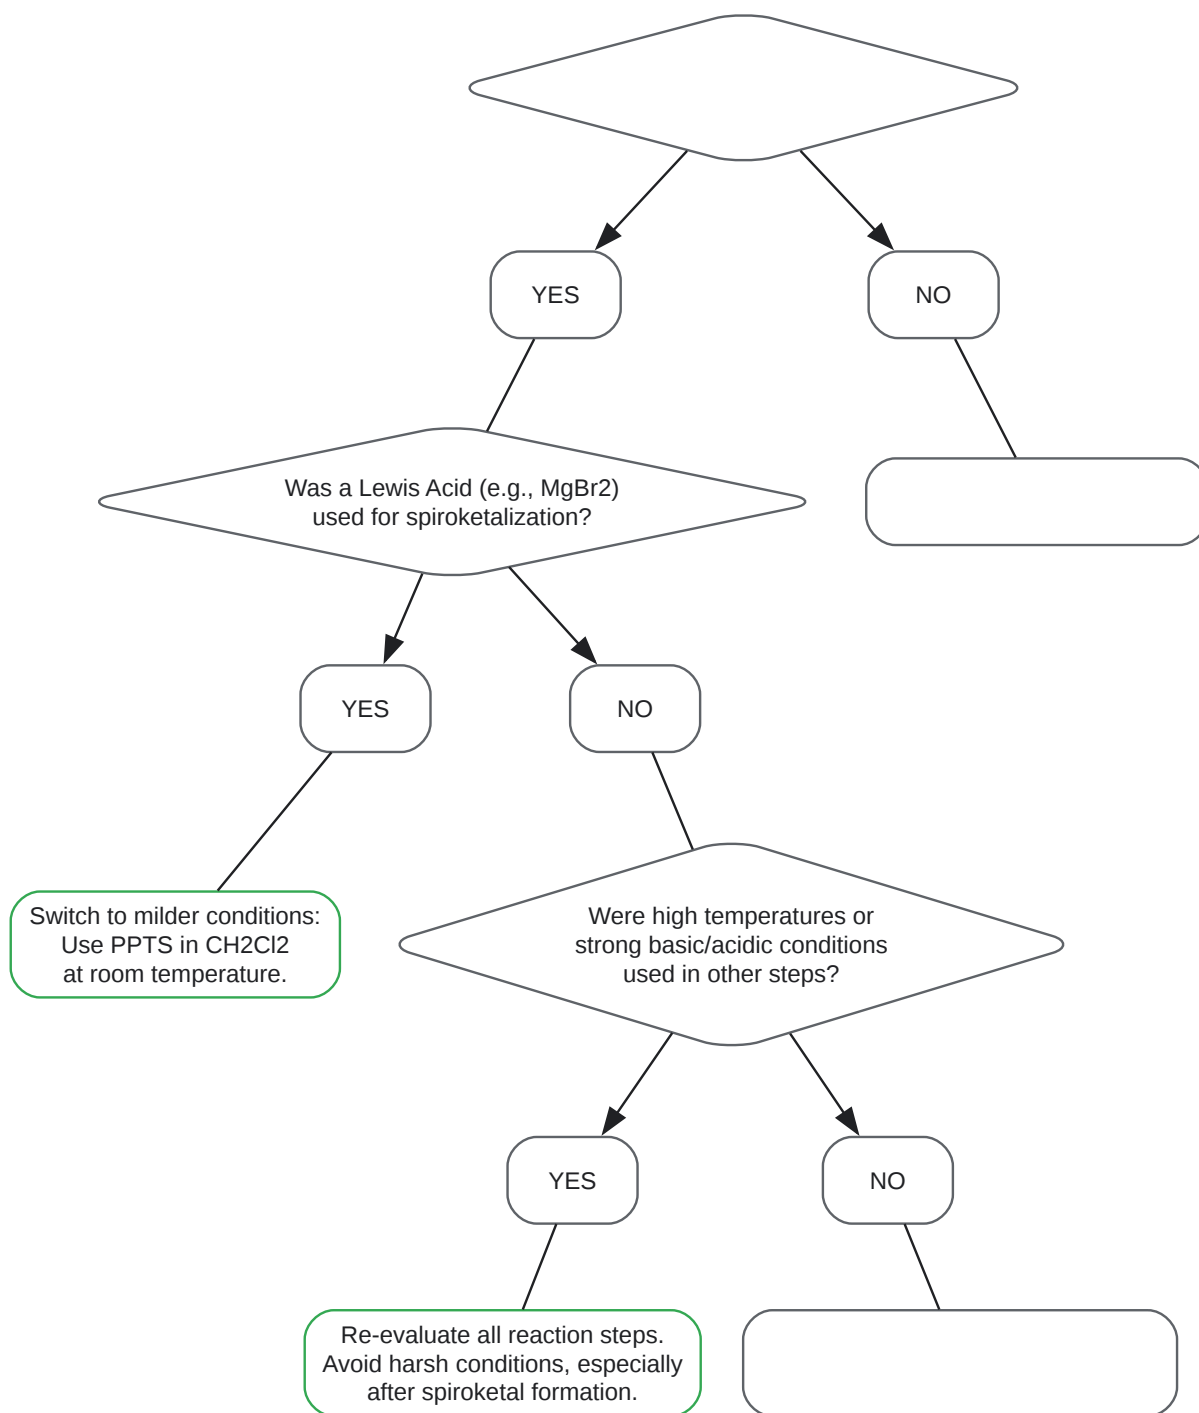 YES
NO
Was a Lewis Acid (e.g., MgBr2)
used for spiroketalization?
YES
NO
Switch to milder conditions:
Use PPTS in CH2Cl2
at room temperature.
Were high temperatures or
strong basic/acidic conditions
used in other steps?
YES
NO
Re-evaluate all reaction steps.
Avoid harsh conditions, especially
after spiroketal formation.